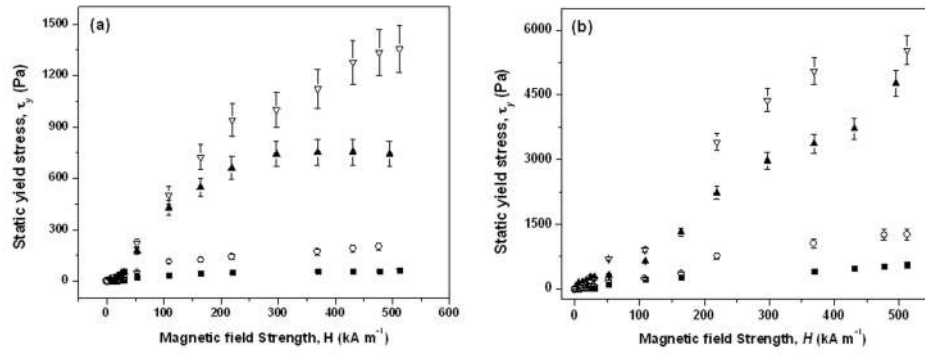 (a)
Static yield stress, τy (Pa)
1500
1200
900
600
300
0
0 100 200 300 400 500 600
Magnetic field Strength, H (kA m⁻¹)
(b)
Static yield stress, τy (Pa)
6000
4500
3000
1500
0
0 100 200 300 400 500
Magnetic field Strength, H (kA m⁻¹)